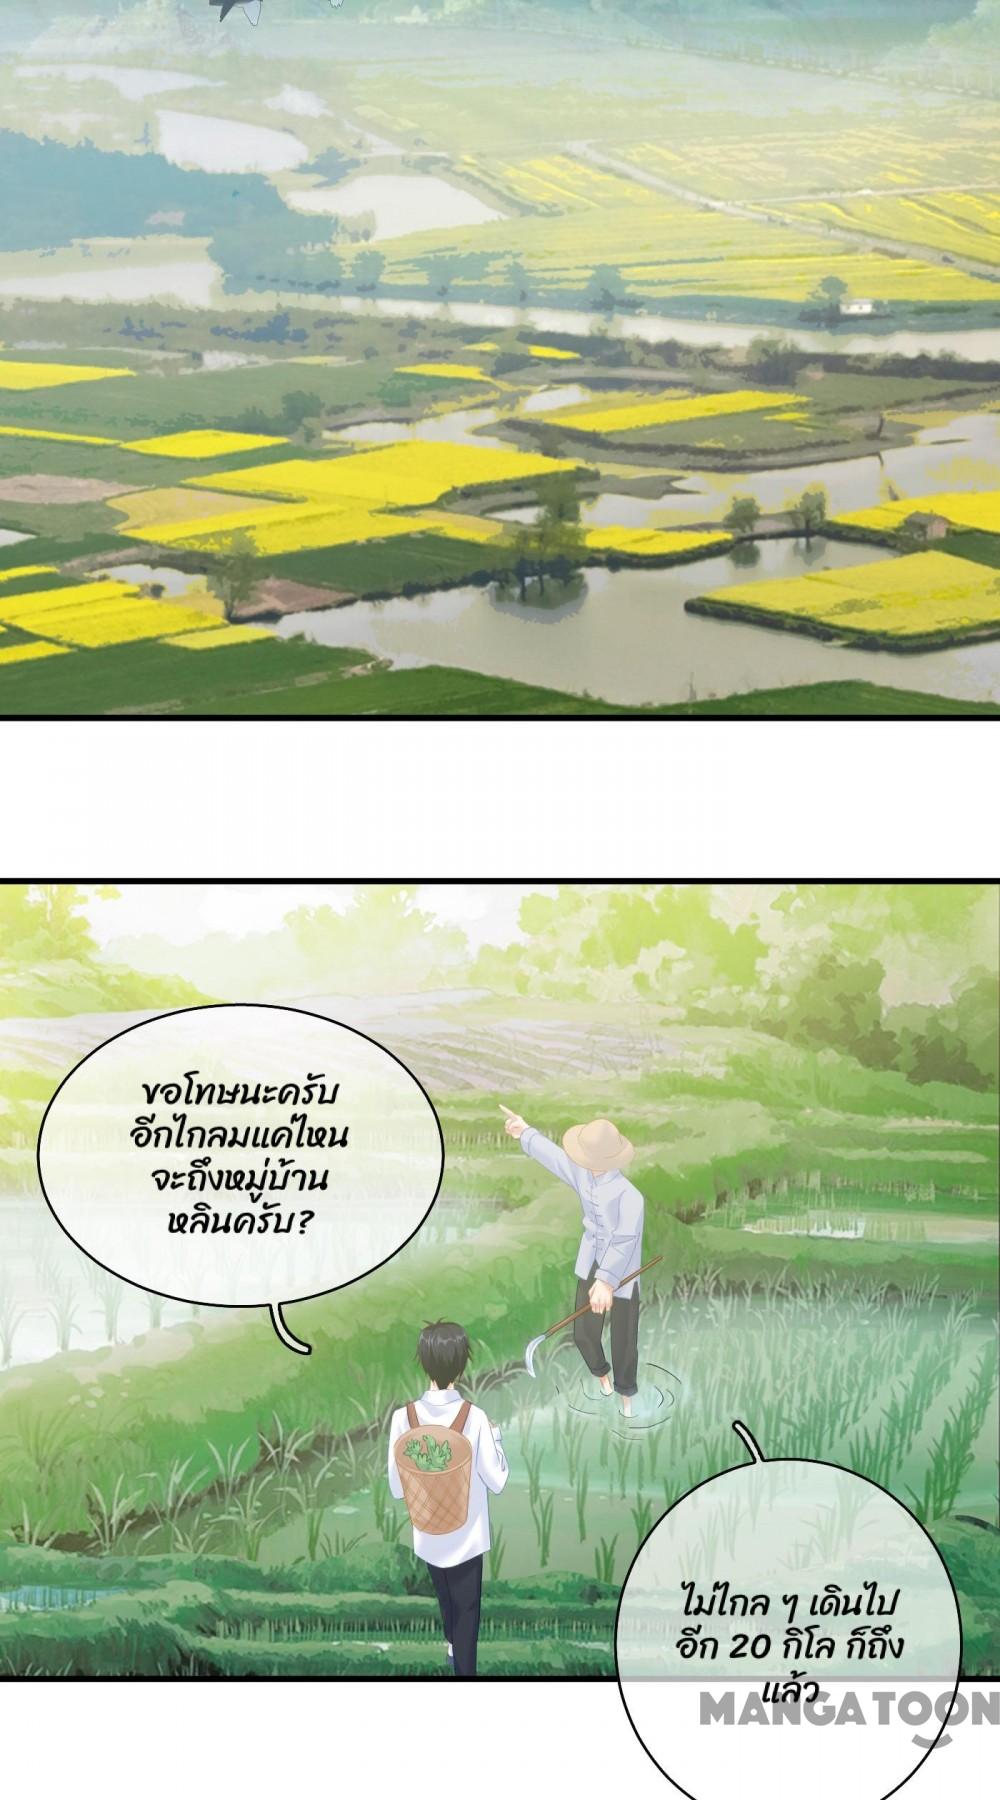 ขอโทษนะครับ
อีกไกลมแค่ไหน
จะถึงหมู่บ้าน
หลินครับ?
ไม่ไกล ๆ เดินไป
อีก 20 กิโล ก็ถึง
แล้ว
MANGATOON